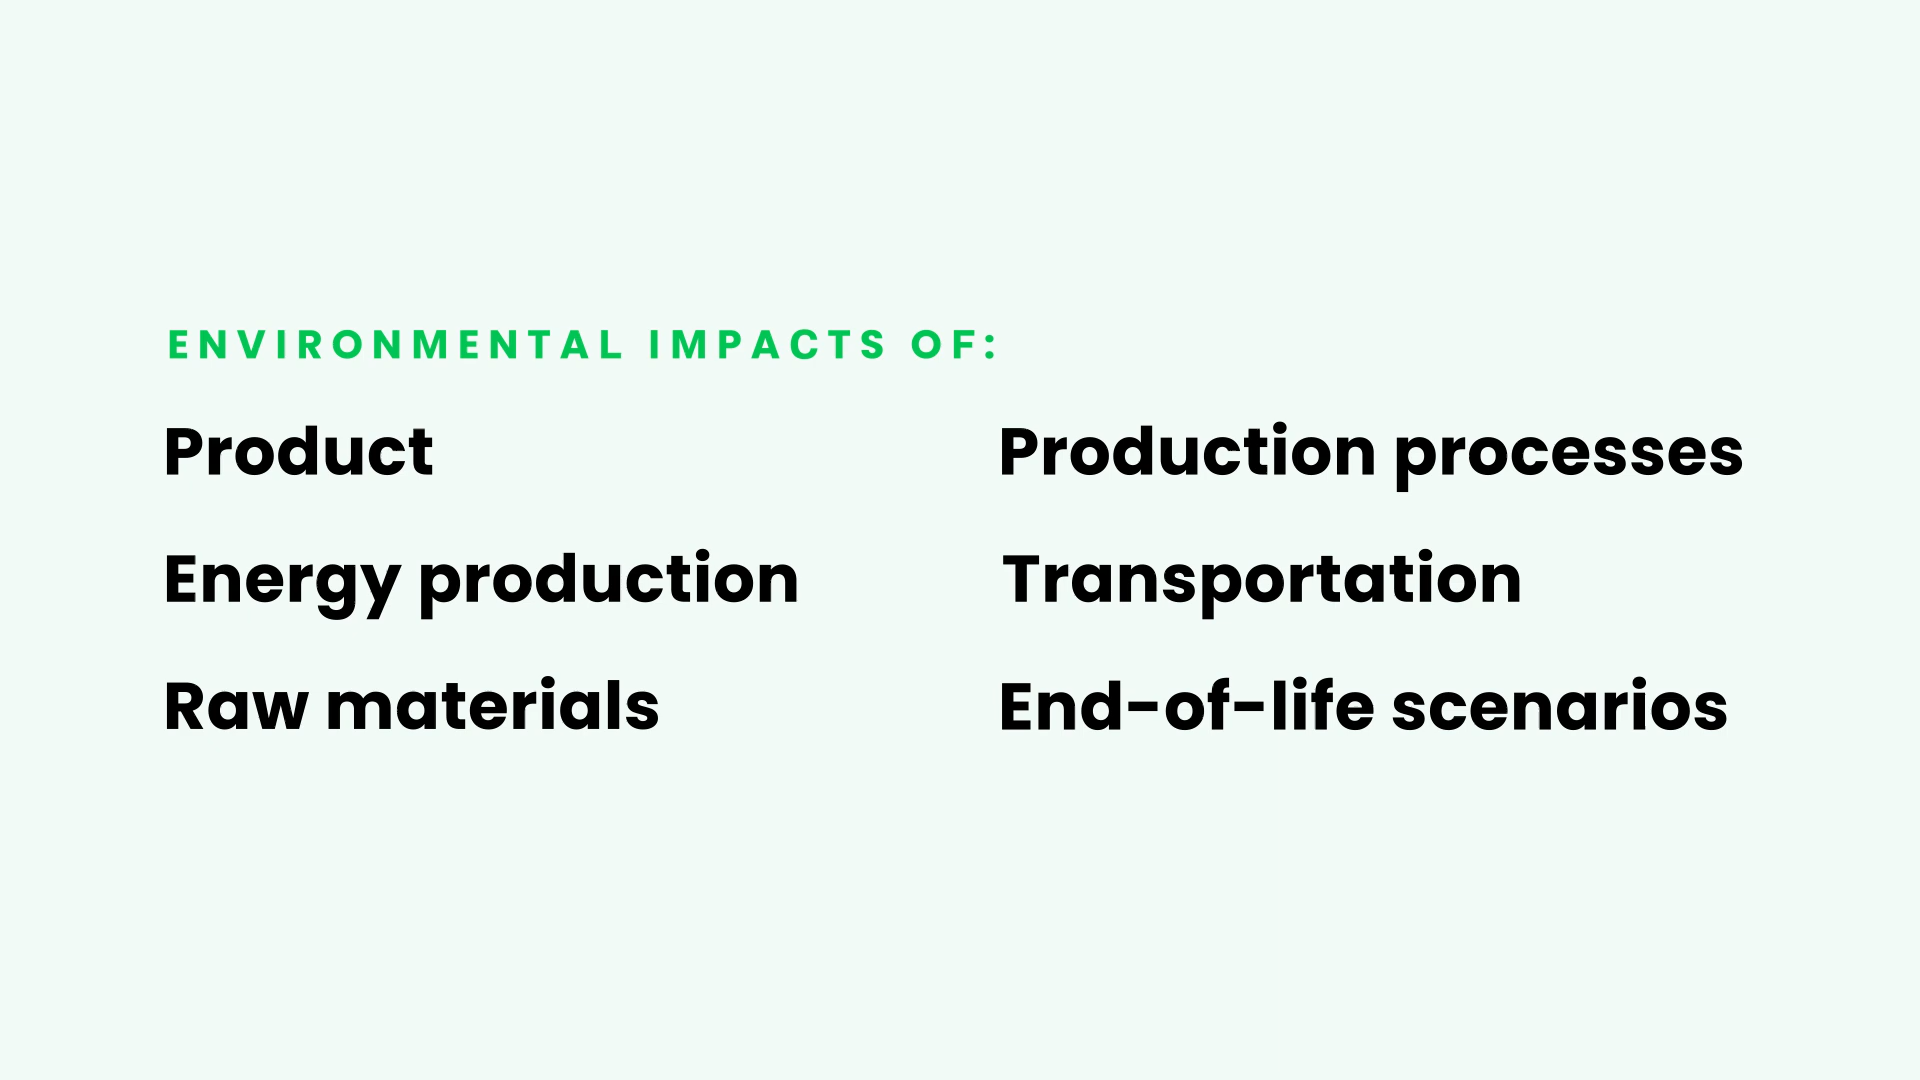 ENVIRONMENTAL IMPACTS OF:
Product
Production processes
Energy production
Transportation
Raw materials
End-of-life scenarios